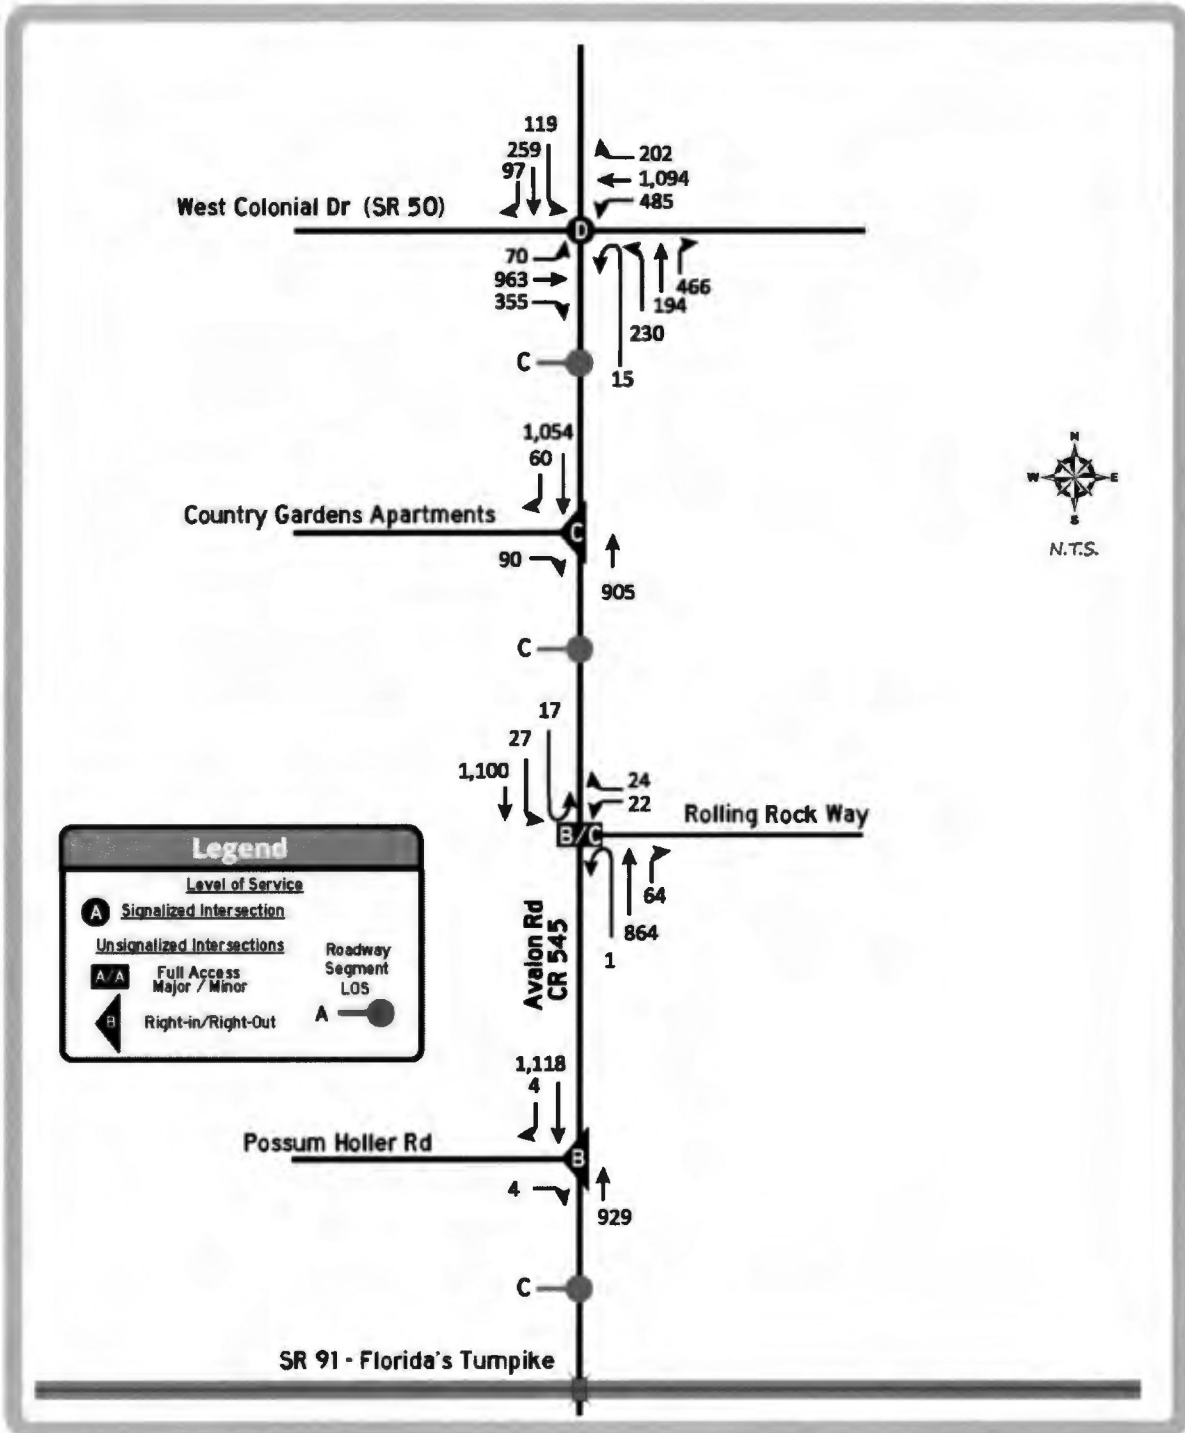 119
259
97
202
1,094
485
West Colonial Dr (SR 50)
D
70
963
355
466
194
230
15
C
1,054
60
Country Gardens Apartments
C
90
905
N
W
E
S
N.T.S.
C
17
27
1,100
24
22
Rolling Rock Way
B/C
64
864
1
Avalon Rd
CR 545
Legend
Level of Service
A Signalized Intersection
Unsignalized Intersections
A/A Full Access
Major / Minor
B Right-in/Right-Out
Roadway
Segment
LOS
A
1,118
4
Possum Holler Rd
B
4
929
C
SR 91 - Florida's Turnpike